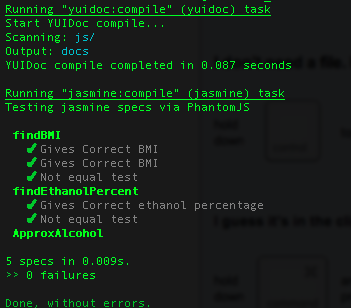 Running "yuidoc:compile" (yuidoc) task
Start YUIDoc compile...
Scanning: js/
Output: docs
YUIDoc compile completed in 0.087 seconds
Running "jasmine:compile" (jasmine) task
Testing jasmine specs via PhantomJS
findBMI
✔ Gives Correct BMI
✔ Gives Correct BMI
✔ Not equal test
findEthanolPercent
✔ Gives Correct ethanol percentage
✔ Not equal test
ApproxAlcohol
5 specs in 0.009s.
>> 0 failures
Done, without errors.